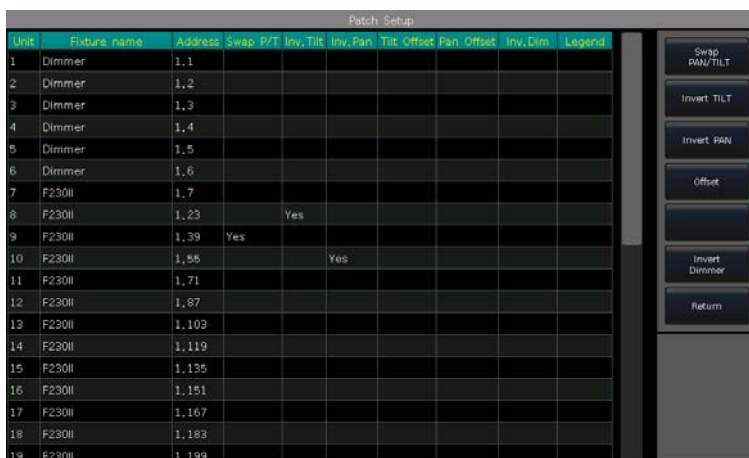 Patch Setup
Unit Fixture name Address Swap P/T Inv.Tilt Inv.Pan Tilt Offset Pan Offset Inv.Dim Legend
1 Dimmer 1.1
2 Dimmer 1.2
3 Dimmer 1.3
4 Dimmer 1.4
5 Dimmer 1.5
6 Dimmer 1.6
7 F230II 1.7
8 F230II 1.23 Yes
9 F230II 1.39 Yes
10 F230II 1.55 Yes
11 F230II 1.71
12 F230II 1.87
13 F230II 1.103
14 F230II 1.119
15 F230II 1.135
16 F230II 1.151
17 F230II 1.167
18 F230II 1.183
19 F230II 1.199
Swap
PAN/TILT
Invert TILT
Invert PAN
Offset
Invert
Dimmer
Return